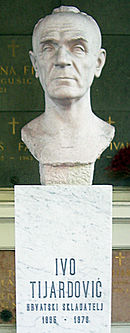 IVO
TIJARDOVIĆ
HRVATSKI SKLADATELJ
1895 - 1976